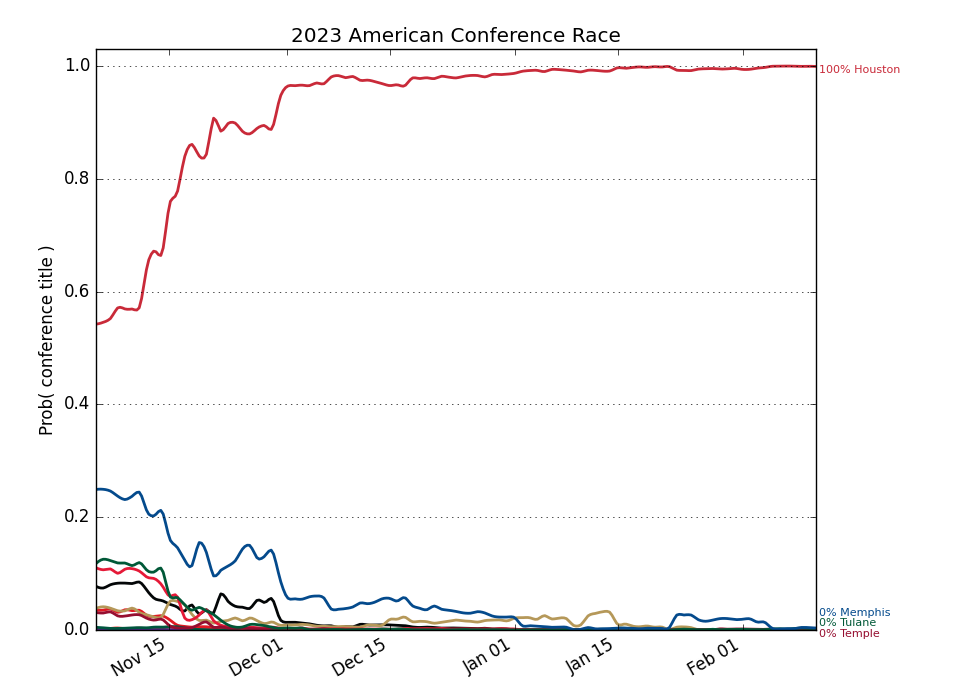 2023 American Conference Race
1.0
0.8
0.6
0.4
0.2
0.0
Prob( conference title )
100% Houston
0% Memphis
0% Tulane
0% Temple
Nov 15
Dec 01
Dec 15
Jan 01
Jan 15
Feb 01